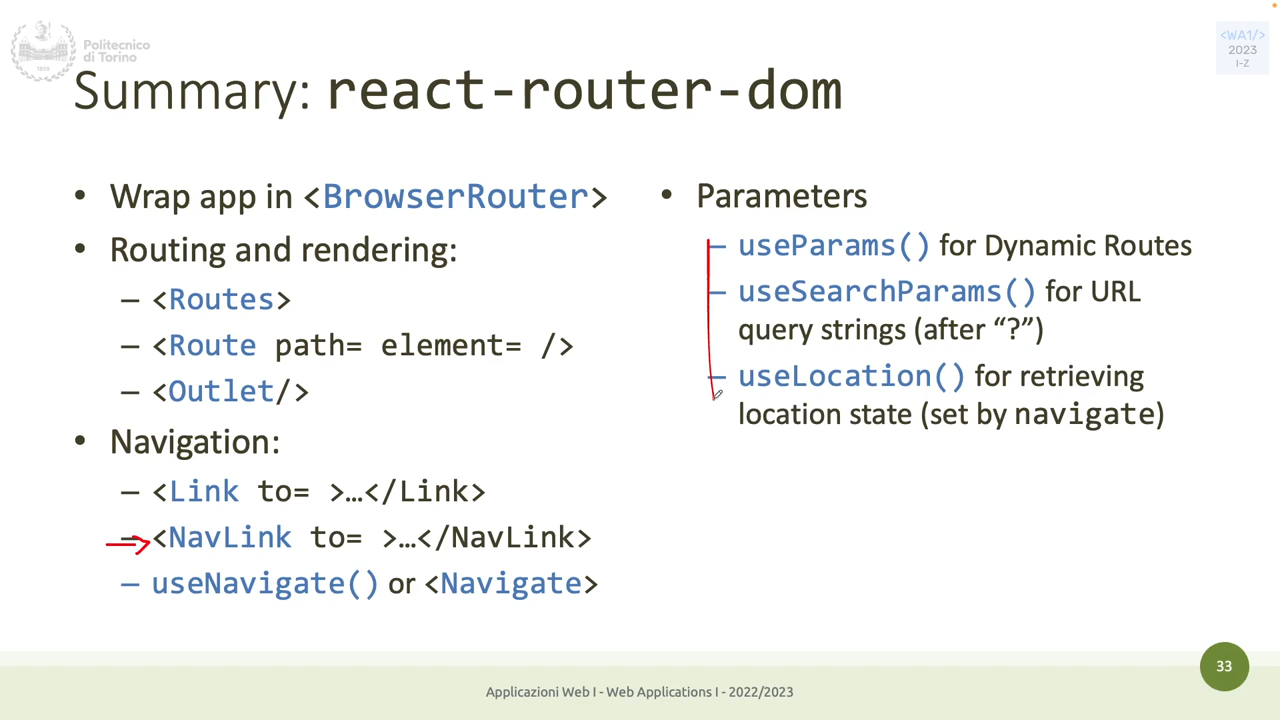 Politecnico
di Torino
1859
<WA1/>
2023
I-Z
Summary: react-router-dom
• Wrap app in <BrowserRouter>
• Routing and rendering:
– <Routes>
– <Route path= element= />
– <Outlet/>
• Navigation:
– <Link to= >…</Link>
– <NavLink to= >…</NavLink>
– useNavigate() or <Navigate>
• Parameters
– useParams() for Dynamic Routes
– useSearchParams() for URL
query strings (after “?”)
– useLocation() for retrieving
location state (set by navigate)
33
Applicazioni Web I - Web Applications I - 2022/2023